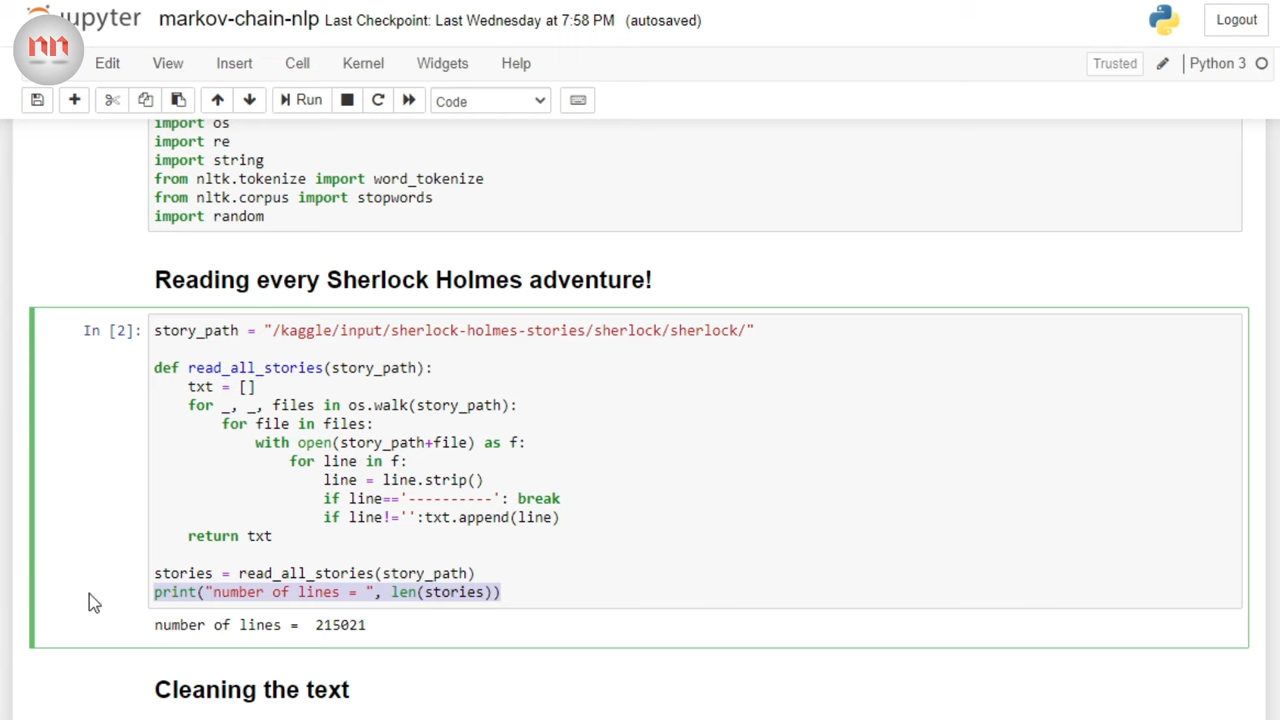 jupyter markov-chain-nlp Last Checkpoint: Last Wednesday at 7:58 PM (autosaved) Logout
nn
Edit View Insert Cell Kernel Widgets Help Trusted Python 3
Run Code
import os
import re
import string
from nltk.tokenize import word_tokenize
from nltk.corpus import stopwords
import random
Reading every Sherlock Holmes adventure!
In [2]: story_path = "/kaggle/input/sherlock-holmes-stories/sherlock/sherlock/"
def read_all_stories(story_path):
    txt = []
    for _, _, files in os.walk(story_path):
        for file in files:
            with open(story_path+file) as f:
                for line in f:
                    line = line.strip()
                    if line=='----------': break
                    if line!='':txt.append(line)
    return txt
stories = read_all_stories(story_path)
print("number of lines = ", len(stories))
number of lines =  215021
Cleaning the text